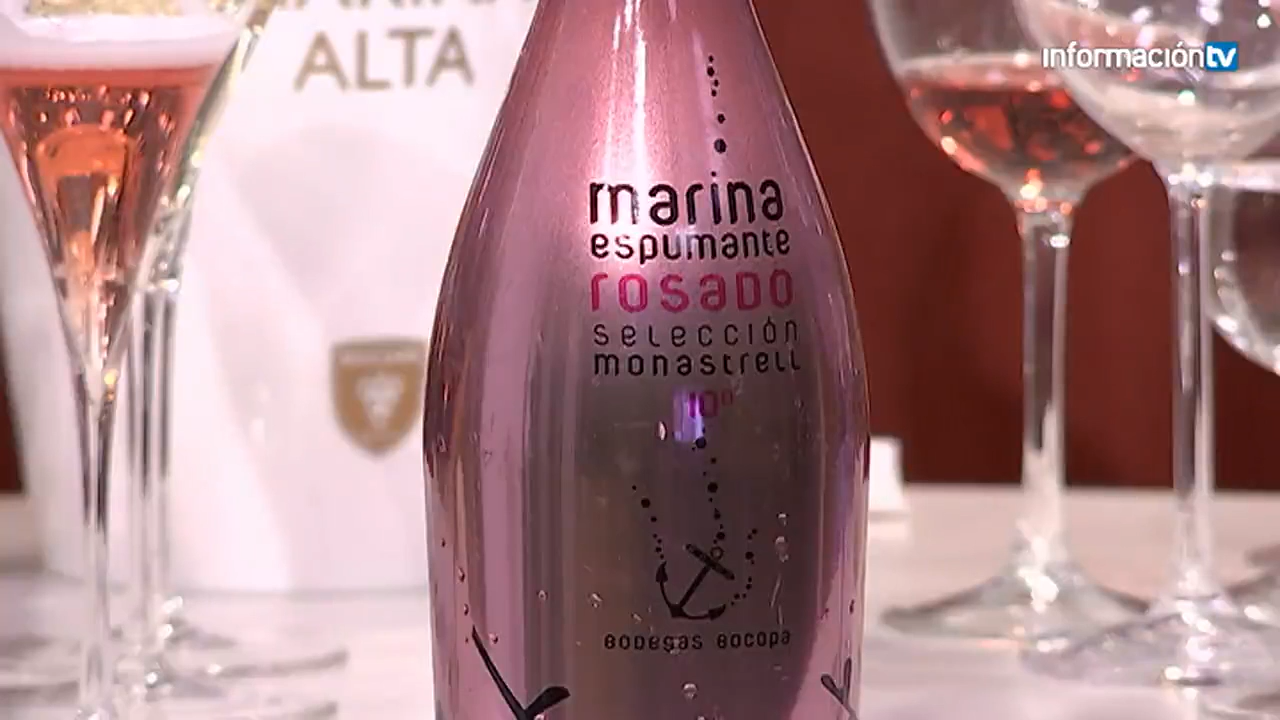 ALTA
informacióntv
marina
espumante
rosado
selección
monastrell
10º
BODEGAS BOCOPA